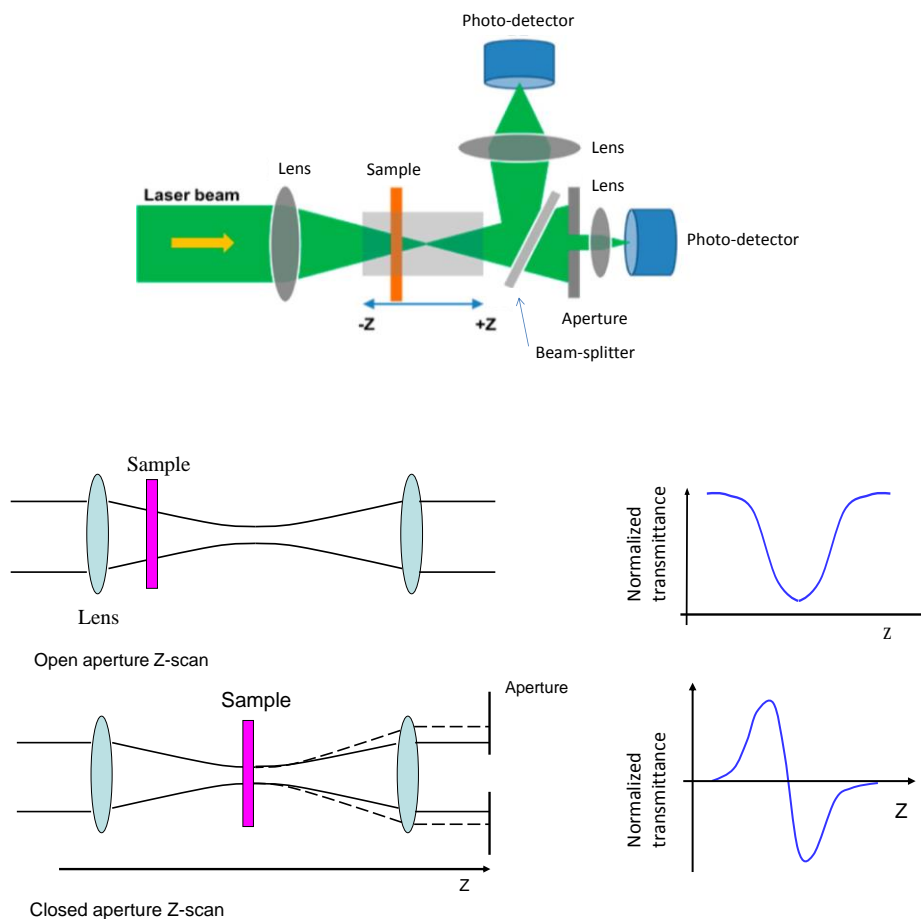 Photo-detector
Lens
Sample
Lens
Lens
Laser beam
Photo-detector
-Z
+Z
Aperture
Beam-splitter
Sample
Lens
Normalized
transmittance
z
Open aperture Z-scan
Sample
Aperture
Normalized
transmittance
Z
z
Closed aperture Z-scan